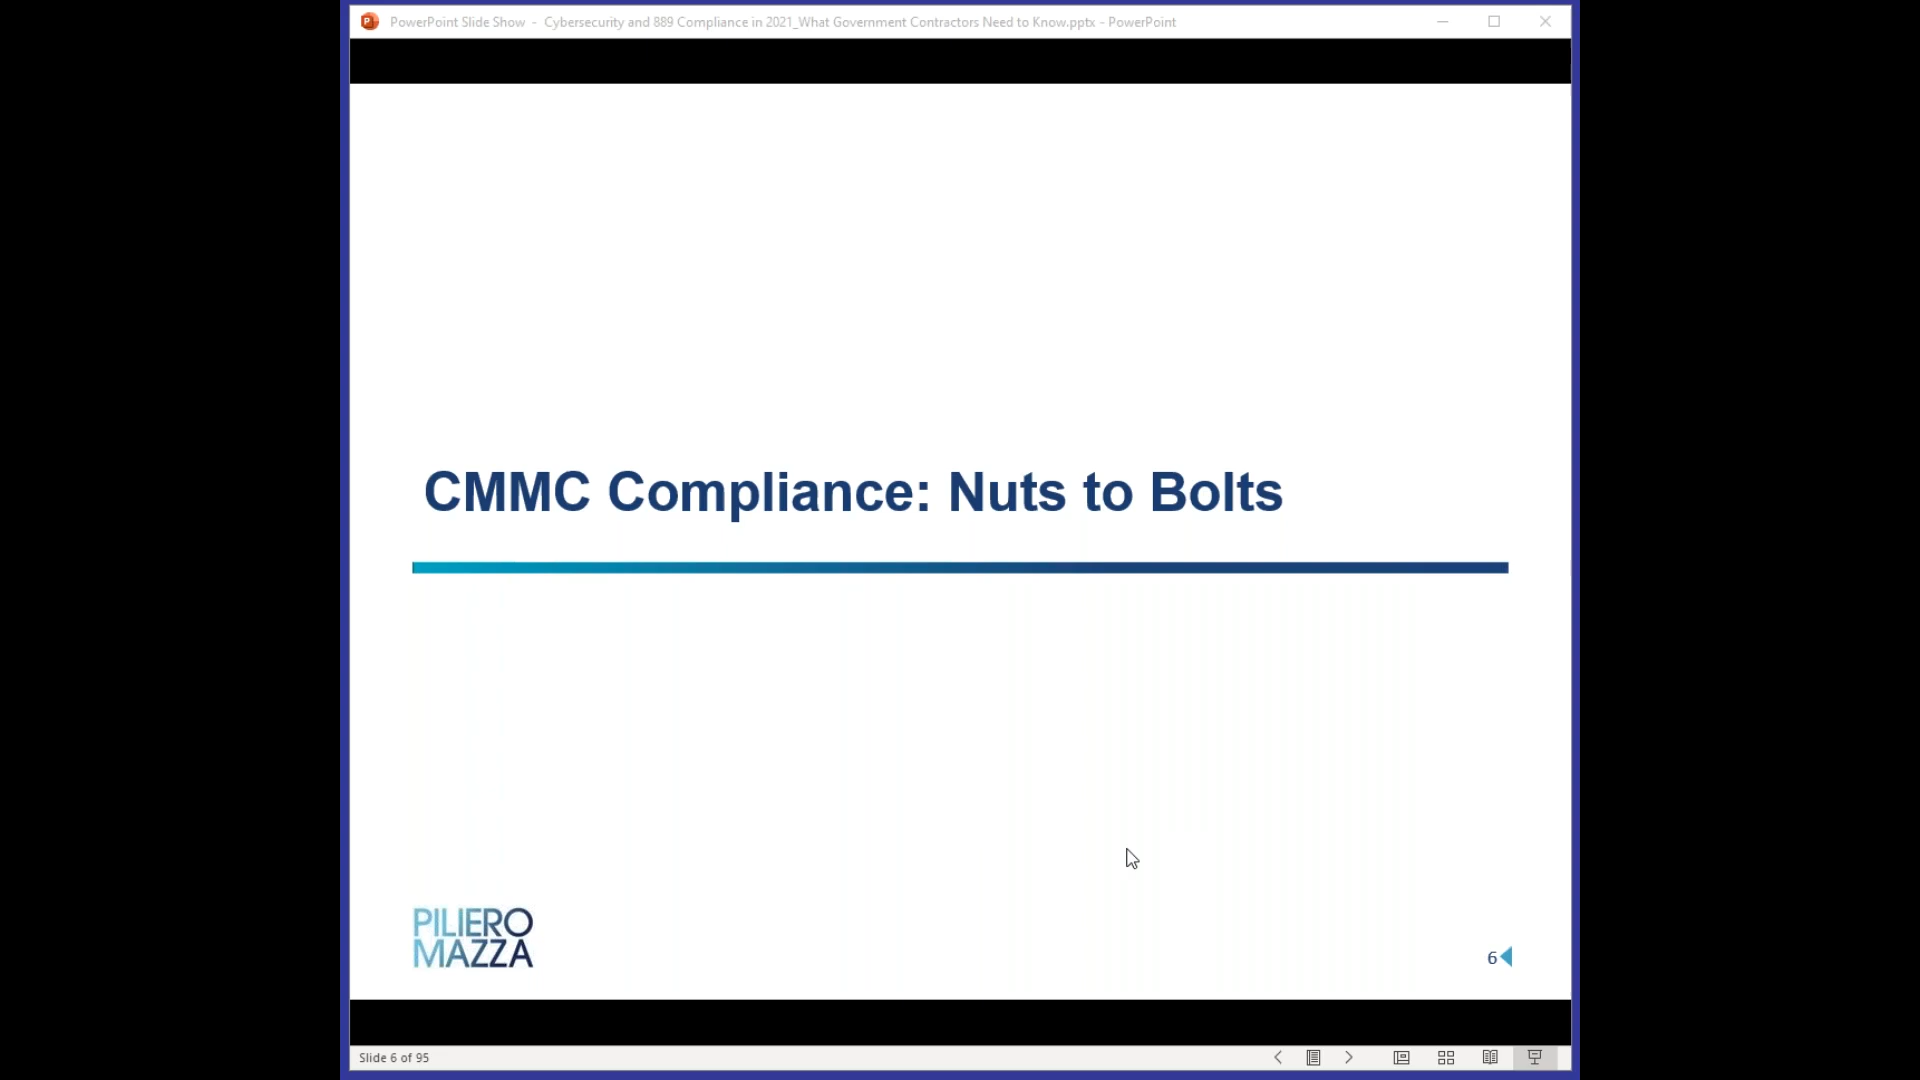 PowerPoint Slide Show - Cybersecurity and 889 Compliance in 2021_What Government Contractors Need to Know.pptx - PowerPoint
CMMC Compliance: Nuts to Bolts
PILIERO
MAZZA
6
Slide 6 of 95